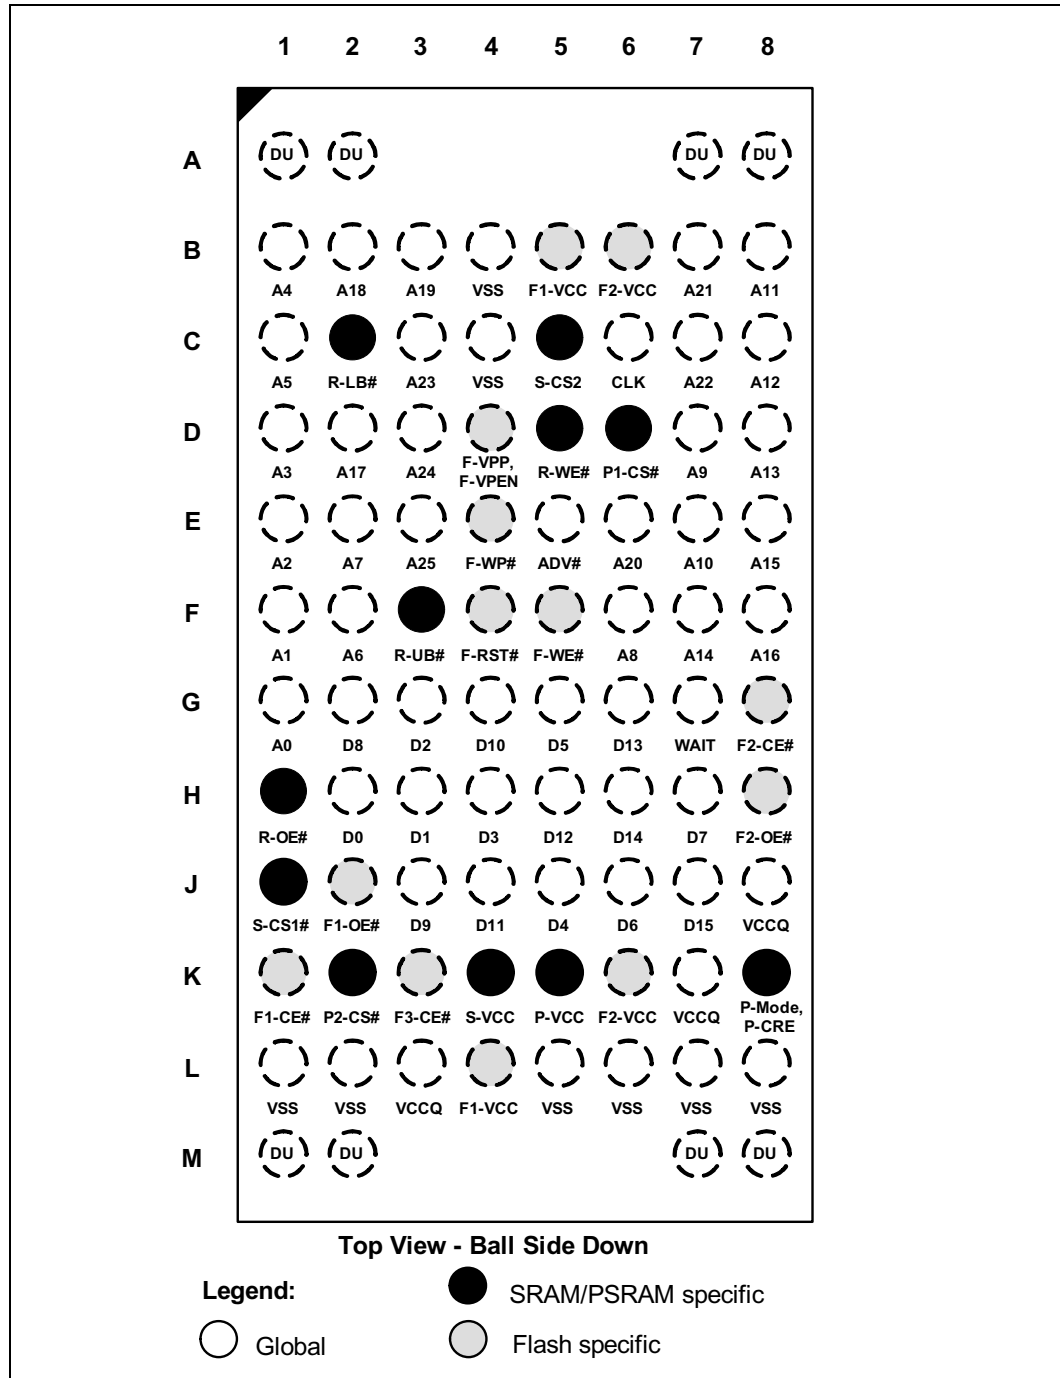 1 2 3 4 5 6 7 8
A DU DU DU DU
B
A4 A18 A19 VSS F1-VCC F2-VCC A21 A11
C
A5 R-LB# A23 VSS S-CS2 CLK A22 A12
D
A3 A17 A24 F-VPP, F-VPEN R-WE# P1-CS# A9 A13
E
A2 A7 A25 F-WP# ADV# A20 A10 A15
F
A1 A6 R-UB# F-RST# F-WE# A8 A14 A16
G
A0 D8 D2 D10 D5 D13 WAIT F2-CE#
H
R-OE# D0 D1 D3 D12 D14 D7 F2-OE#
J
S-CS1# F1-OE# D9 D11 D4 D6 D15 VCCQ
K
F1-CE# P2-CS# F3-CE# S-VCC P-VCC F2-VCC VCCQ P-Mode, P-CRE
L
VSS VSS VCCQ F1-VCC VSS VSS VSS VSS
M DU DU DU DU
Top View - Ball Side Down
Legend: SRAM/PSRAM specific
Global Flash specific